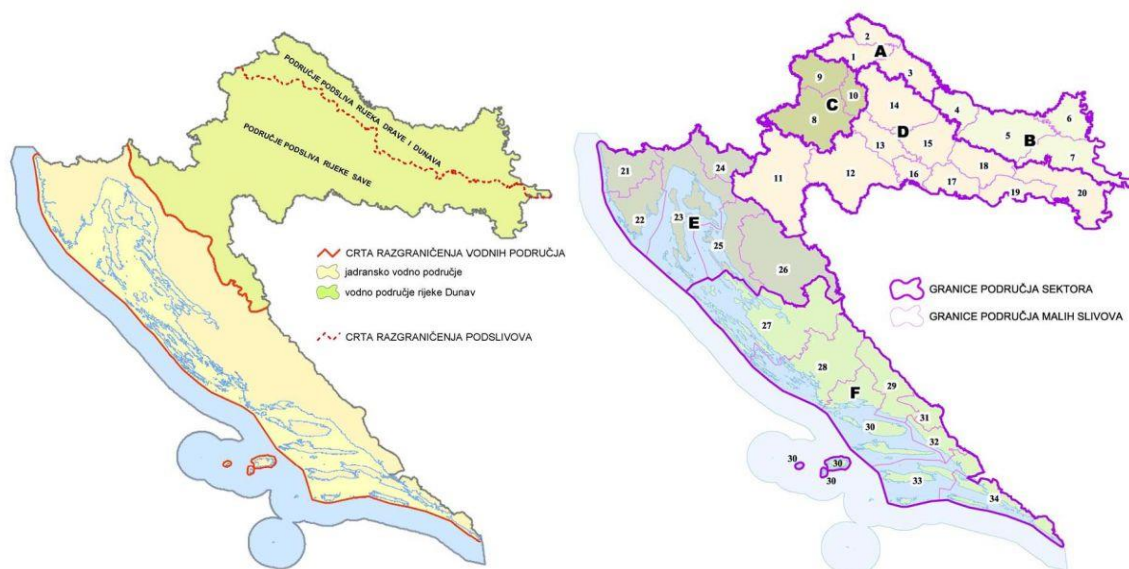 PODRUČJE PODSLIVA RIJEKA DRAVE I DUNAVA
PODRUČJE PODSLIVA RIJEKE SAVE
CRTA RAZGRANIČENJA VODNIH PODRUČJA
jadransko vodno područje
vodno područje rijeke Dunav
CRTA RAZGRANIČENJA PODSLIVOVA
2
1
A
3
9
10
C
8
14
4
6
5
B
D
13
15
7
11
12
18
16
17
19
20
21
24
22
23
E
25
26
GRANICE PODRUČJA SEKTORA
GRANICE PODRUČJA MALIH SLIVOVA
27
28
29
F
31
30
32
30
30
30
33
34